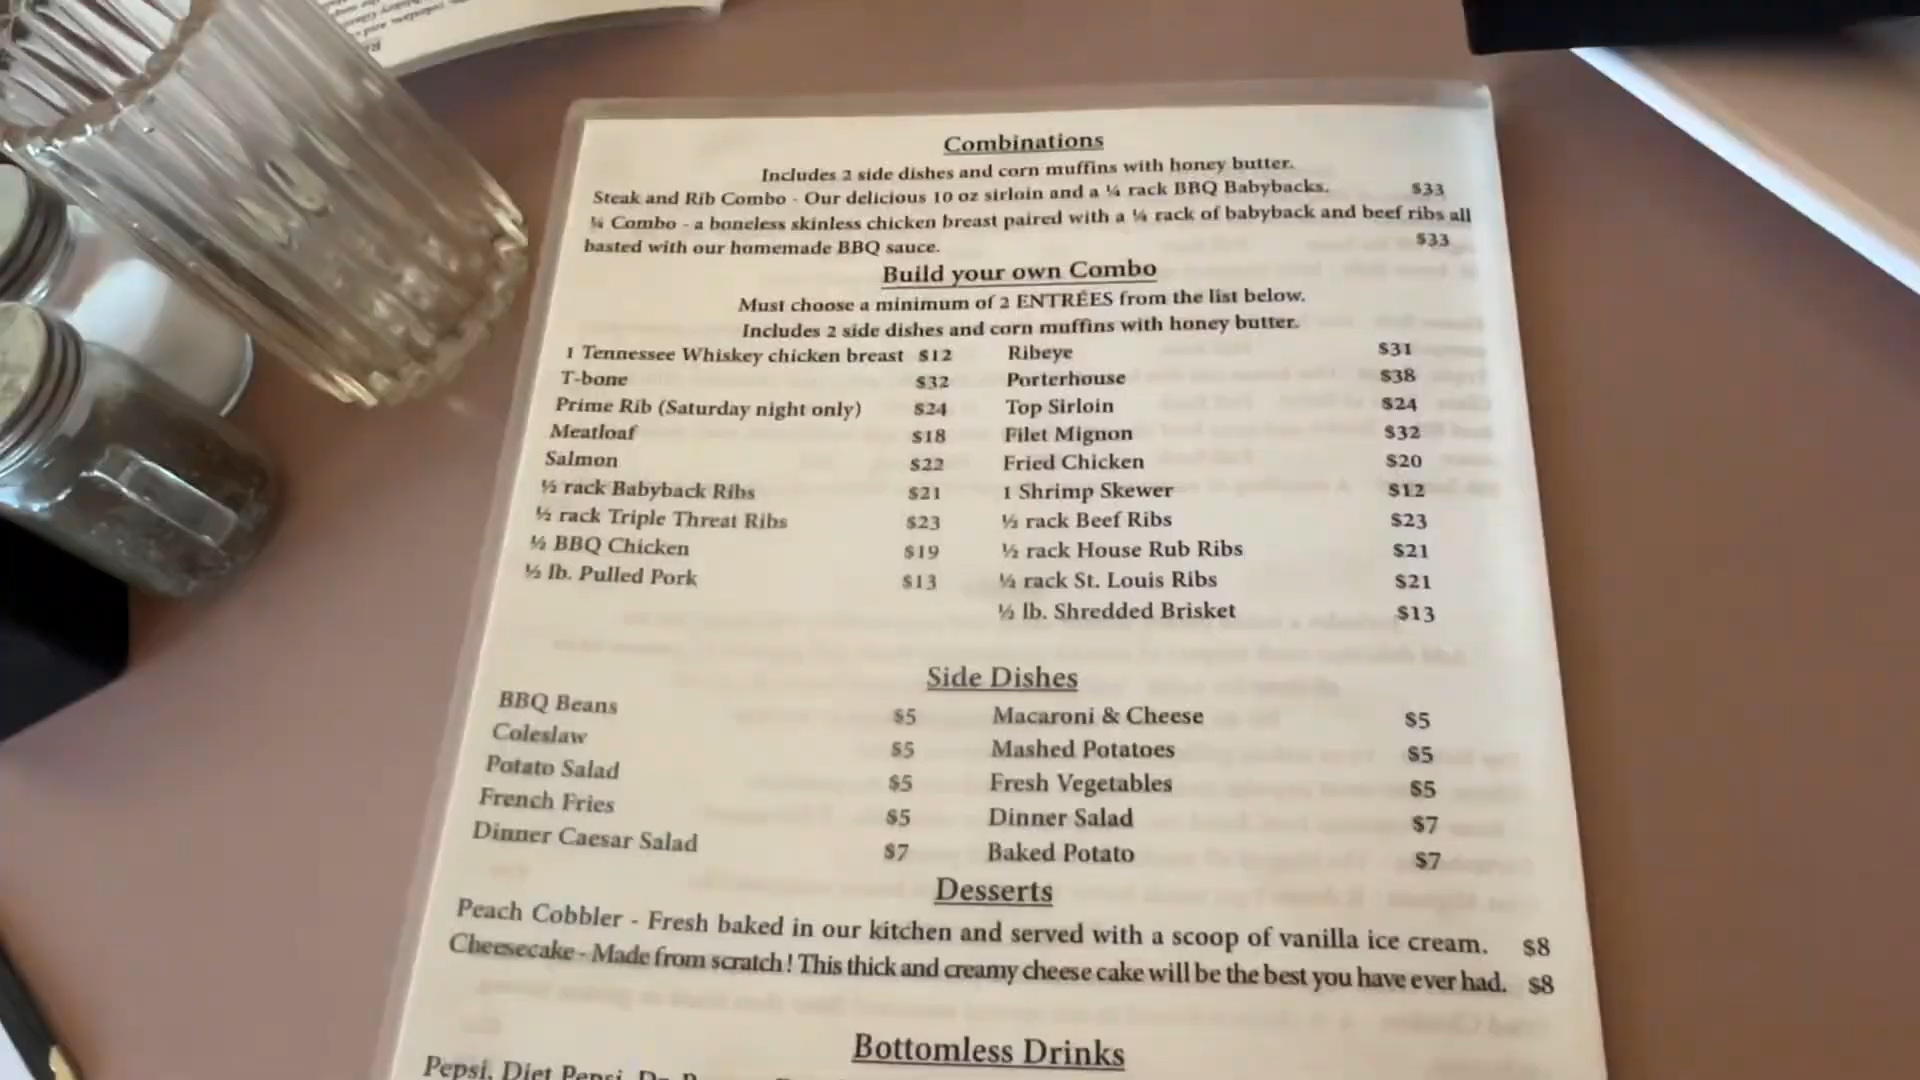 Combinations
Includes 2 side dishes and corn muffins with honey butter.
Steak and Rib Combo - Our delicious 10 oz sirloin and a ¼ rack BBQ Babybacks. $33
¼ Combo - a boneless skinless chicken breast paired with a ¼ rack of babyback and beef ribs all
basted with our homemade BBQ sauce. $33
Build your own Combo
Must choose a minimum of 2 ENTRÉES from the list below.
Includes 2 side dishes and corn muffins with honey butter.
1 Tennessee Whiskey chicken breast $12 Ribeye $31
T-bone $32 Porterhouse $38
Prime Rib (Saturday night only) $24 Top Sirloin $24
Meatloaf $18 Filet Mignon $32
Salmon $22 Fried Chicken $20
½ rack Babyback Ribs $21 1 Shrimp Skewer $12
½ rack Triple Threat Ribs $23 ½ rack Beef Ribs $23
½ BBQ Chicken $19 ½ rack House Rub Ribs $21
½ lb. Pulled Pork $13 ½ rack St. Louis Ribs $21
½ lb. Shredded Brisket $13
Side Dishes
BBQ Beans $5 Macaroni & Cheese $5
Coleslaw $5 Mashed Potatoes $5
Potato Salad $5 Fresh Vegetables $5
French Fries $5 Dinner Salad $7
Dinner Caesar Salad $7 Baked Potato $7
Desserts
Peach Cobbler - Fresh baked in our kitchen and served with a scoop of vanilla ice cream. $8
Cheesecake - Made from scratch! This thick and creamy cheese cake will be the best you have ever had. $8
Bottomless Drinks
Pepsi, Diet Pepsi,